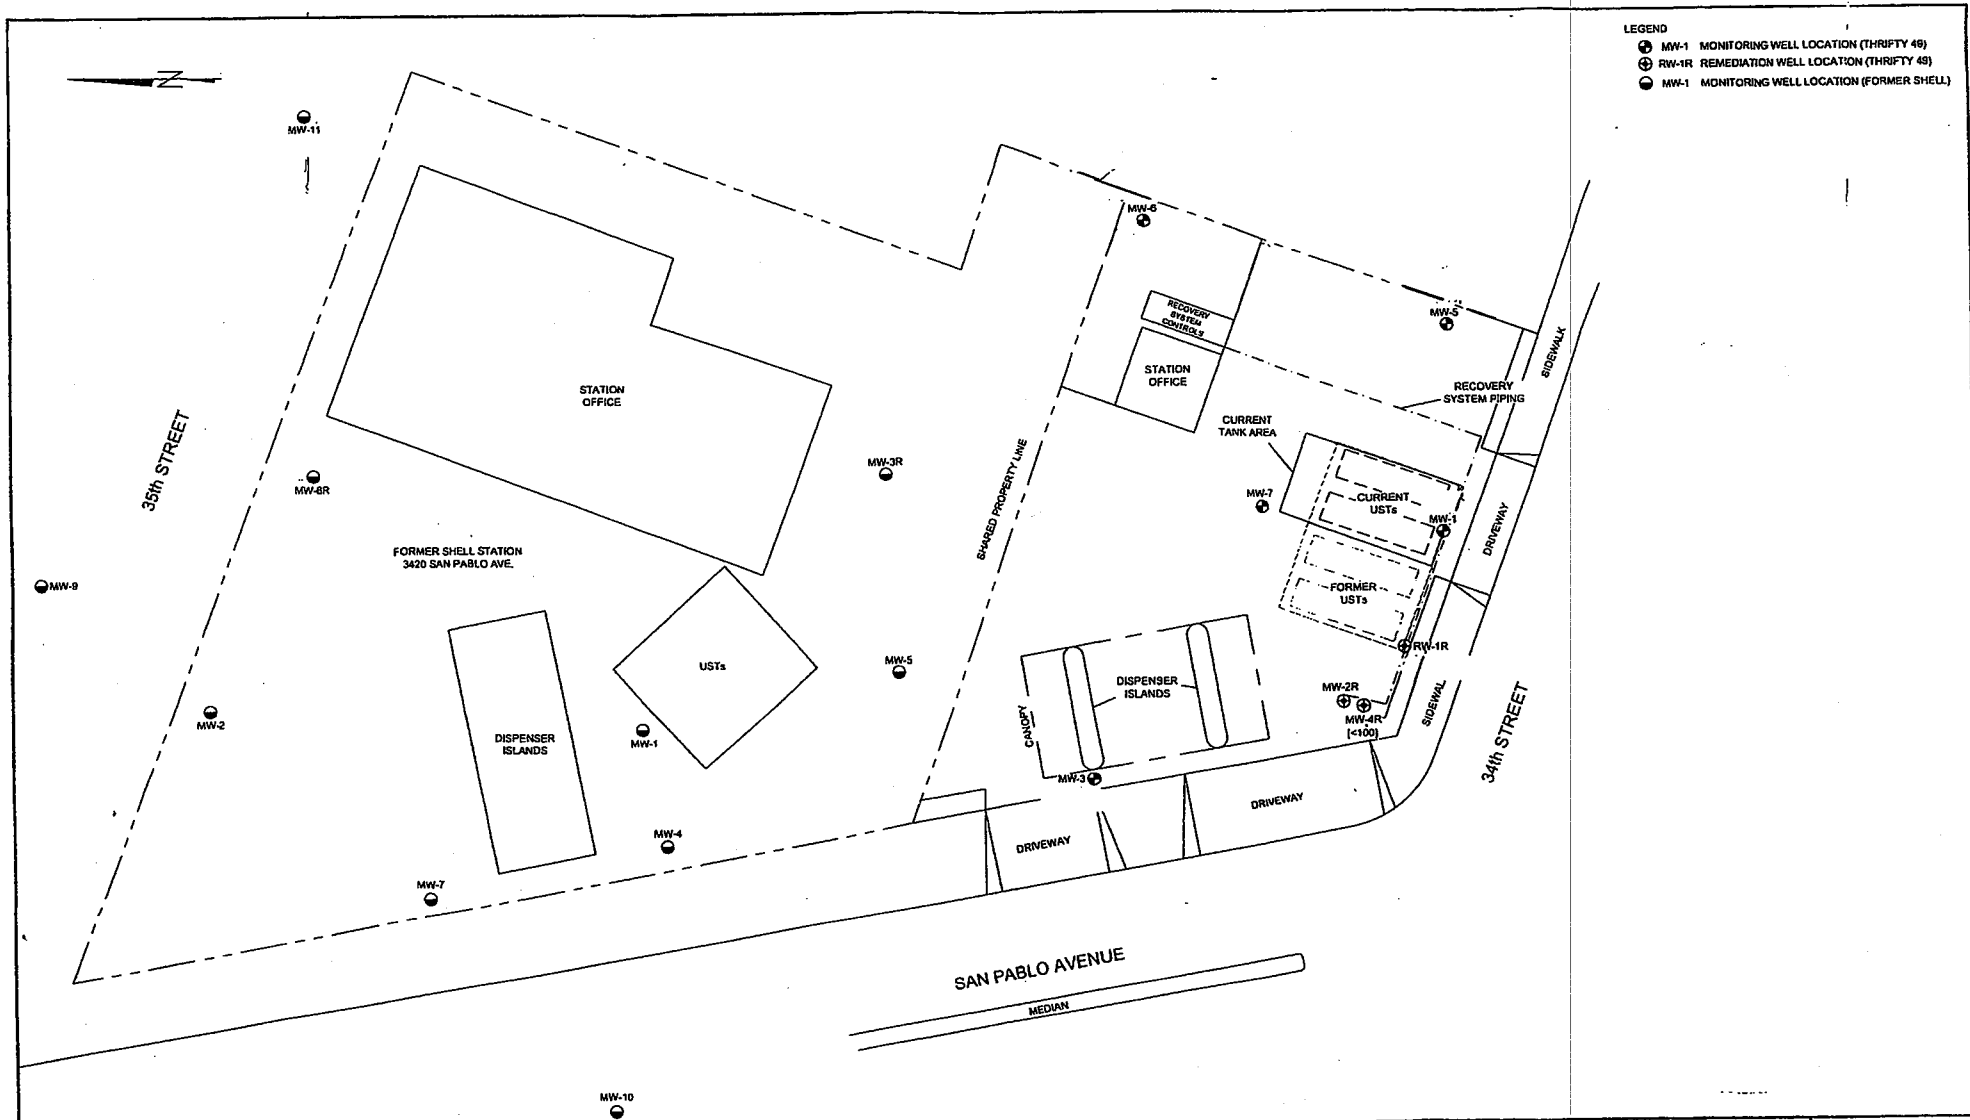 LEGEND
MW-1 MONITORING WELL LOCATION (THRIFTY 49)
RW-1R REMEDIATION WELL LOCATION (THRIFTY 49)
MW-1 MONITORING WELL LOCATION (FORMER SHELL)
N
MW-11
MW-6
RECOVERY
SYSTEM
CONTROLS
MW-5
SIDEWALK
STATION
OFFICE
STATION
OFFICE
RECOVERY
SYSTEM PIPING
CURRENT
TANK AREA
35th STREET
MW-3R
MW-6R
SHARED PROPERTY LINE
MW-7
CURRENT
USTs
MW-1
DRIVEWAY
FORMER SHELL STATION
3420 SAN PABLO AVE.
MW-9
FORMER
USTs
RW-1R
USTs
MW-5
DISPENSER
ISLANDS
MW-2R
MW-4R
[<100]
SIDEWAL
34th STREET
MW-2
MW-1
CANOPY
DISPENSER
ISLANDS
MW-3
DRIVEWAY
MW-4
DRIVEWAY
MW-7
SAN PABLO AVENUE
MEDIAN
MW-10